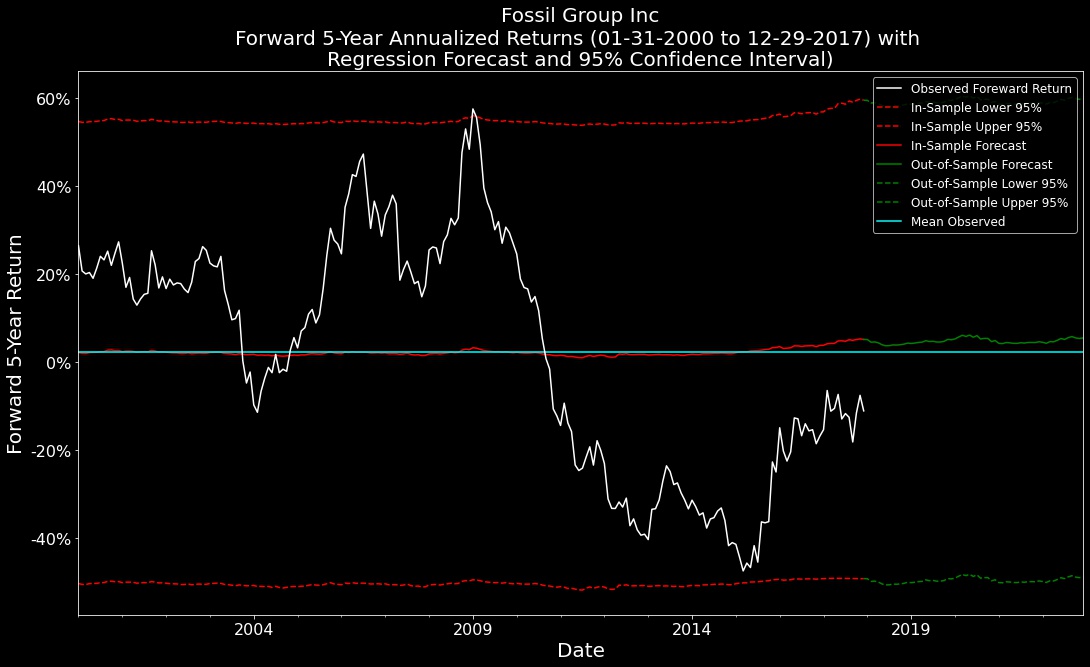 Fossil Group Inc
Forward 5-Year Annualized Returns (01-31-2000 to 12-29-2017) with
Regression Forecast and 95% Confidence Interval)
60%
40%
20%
0%
-20%
-40%
Forward 5-Year Return
Observed Foreward Return
In-Sample Lower 95%
In-Sample Upper 95%
In-Sample Forecast
Out-of-Sample Forecast
Out-of-Sample Lower 95%
Out-of-Sample Upper 95%
Mean Observed
2004
2009
2014
2019
Date